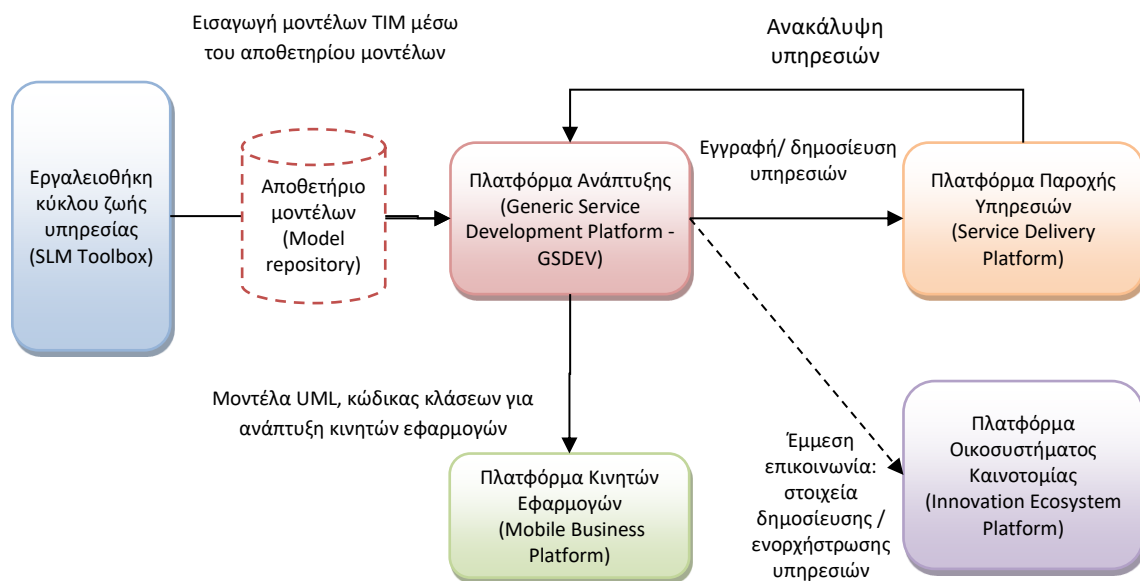 Εισαγωγή μοντέλων TIM μέσω
του αποθετηρίου μοντέλων
Ανακάλυψη
υπηρεσιών
Εργαλειοθήκη
κύκλου ζωής
υπηρεσίας
(SLM Toolbox)
Αποθετήριο
μοντέλων
(Model
repository)
Πλατφόρμα Ανάπτυξης
(Generic Service
Development Platform -
GSDEV)
Εγγραφή/ δημοσίευση
υπηρεσιών
Πλατφόρμα Παροχής
Υπηρεσιών
(Service Delivery
Platform)
Μοντέλα UML, κώδικας κλάσεων για
ανάπτυξη κινητών εφαρμογών
Πλατφόρμα Κινητών
Εφαρμογών
(Mobile Business
Platform)
Έμμεση
επικοινωνία:
στοιχεία
δημοσίευσης /
ενορχήστρωσης
υπηρεσιών
Πλατφόρμα
Οικοσυστήματος
Καινοτομίας
(Innovation Ecosystem
Platform)